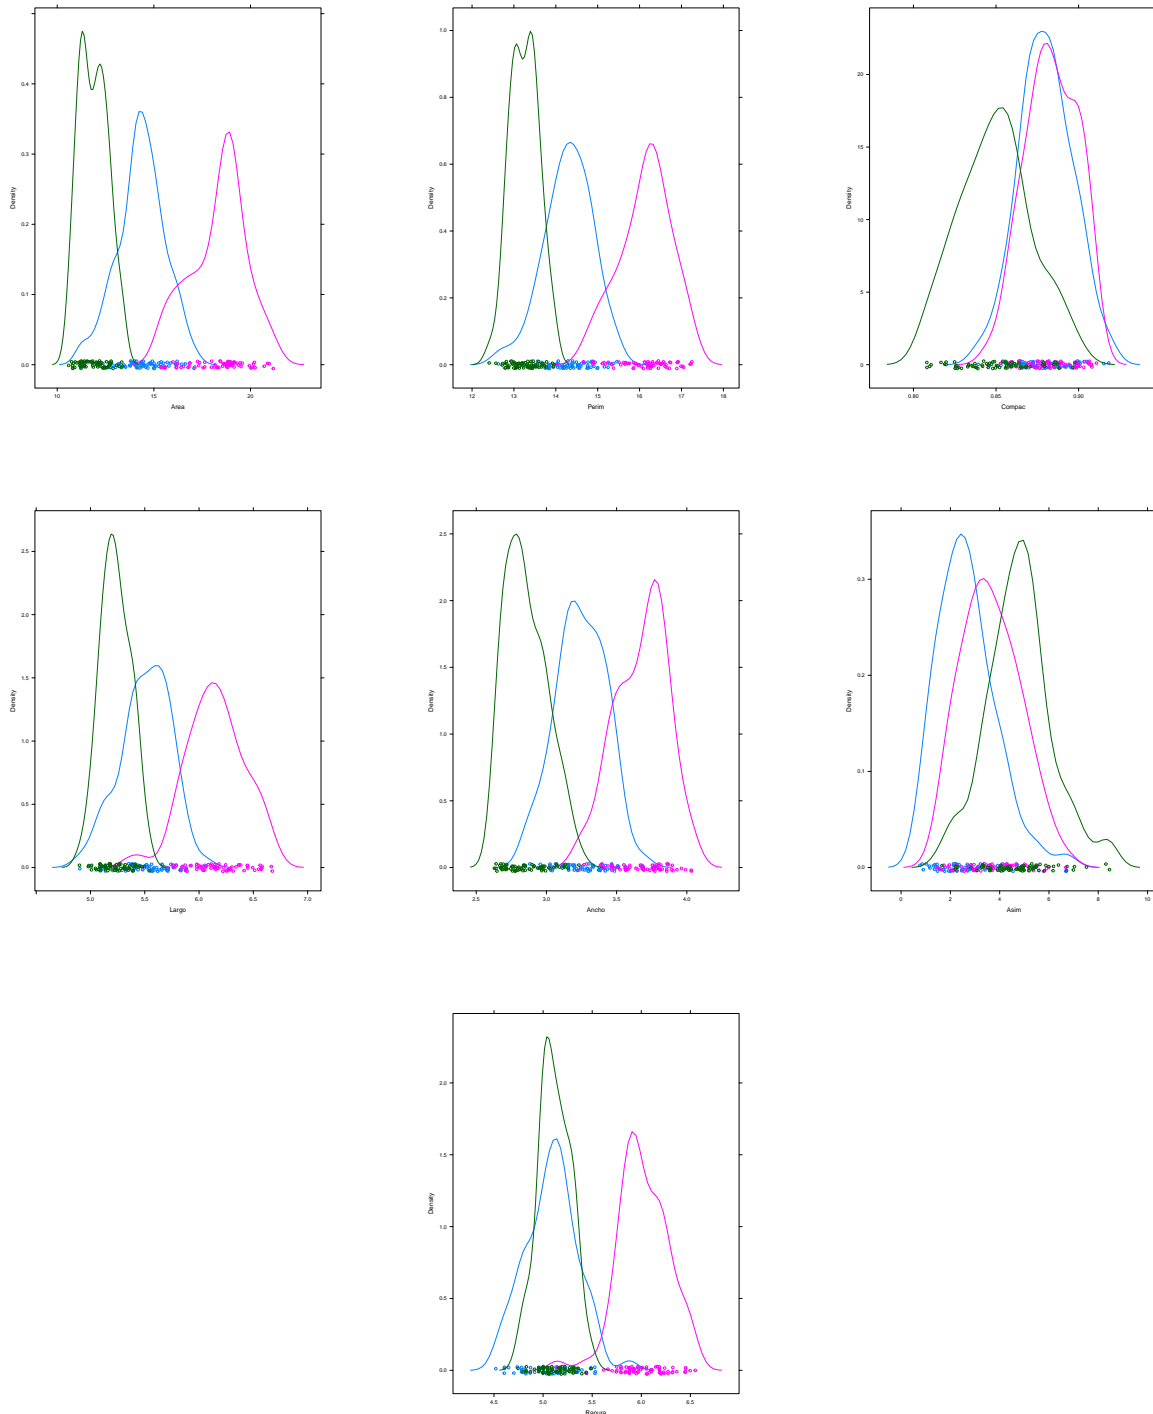 Density
0.0 0.1 0.2 0.3 0.4
10 15 20
Area
Density
0.0 0.2 0.4 0.6 0.8 1.0
12 13 14 15 16 17 18
Perim
Density
0 5 10 15 20
0.80 0.85 0.90
Compac
Density
0.0 0.5 1.0 1.5 2.0 2.5
5.0 5.5 6.0 6.5 7.0
Largo
Density
0.0 0.5 1.0 1.5 2.0 2.5
2.5 3.0 3.5 4.0
Ancho
Density
0.0 0.1 0.2 0.3
0 2 4 6 8 10
Asim
Density
0.0 0.5 1.0 1.5 2.0
4.5 5.0 5.5 6.0 6.5
Ranura